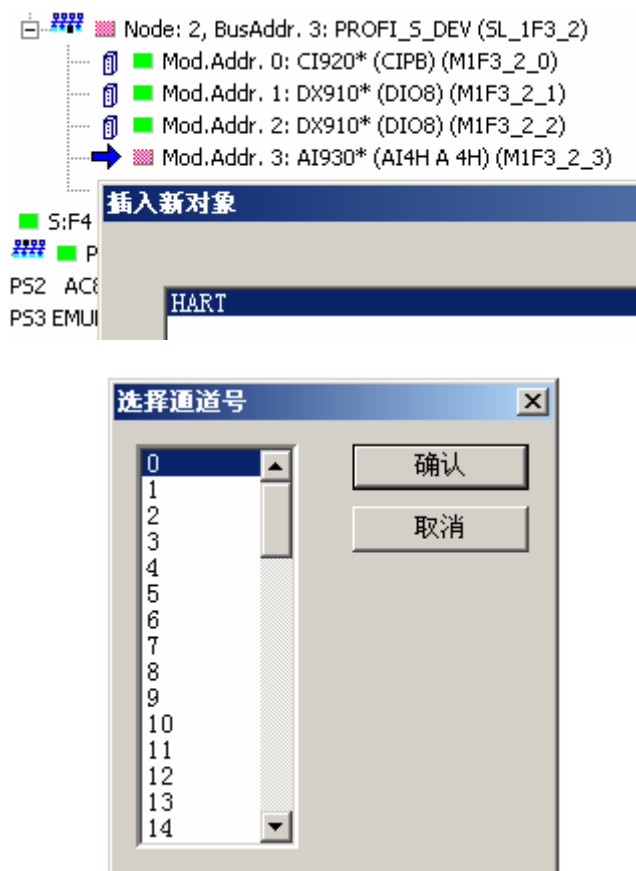 Node: 2, BusAddr. 3: PROFI_S_DEV (SL_1F3_2)
Mod.Addr. 0: CI920* (CIPB) (M1F3_2_0)
Mod.Addr. 1: DX910* (DIO8) (M1F3_2_1)
Mod.Addr. 2: DX910* (DIO8) (M1F3_2_2)
Mod.Addr. 3: AI930* (AI4H A 4H) (M1F3_2_3)
插入新对象
S:F4
P
PS2 AC8
PS3 EMU
HART
选择通道号
0
1
2
3
4
5
6
7
8
9
10
11
12
13
14
确认
取消